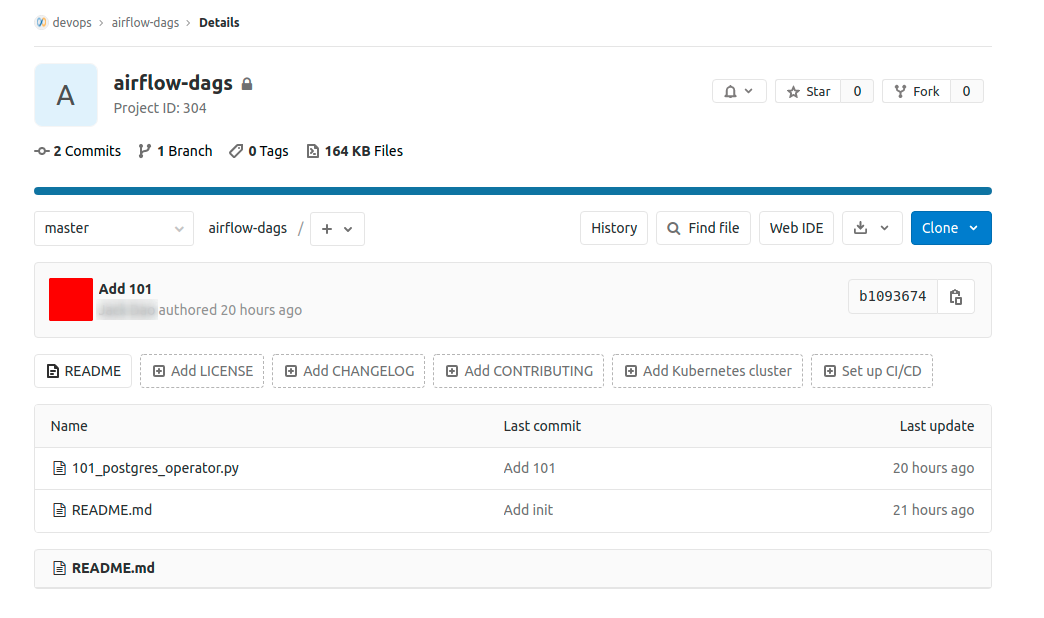 devops › airflow-dags › Details
A
airflow-dags
Project ID: 304
Star 0
Fork 0
2 Commits 1 Branch 0 Tags 164 KB Files
master
airflow-dags / +
History
Find file
Web IDE
Clone
Add 101
authored 20 hours ago
b1093674
README
Add LICENSE
Add CHANGELOG
Add CONTRIBUTING
Add Kubernetes cluster
Set up CI/CD
Name Last commit Last update
101_postgres_operator.py Add 101 20 hours ago
README.md Add init 21 hours ago
README.md